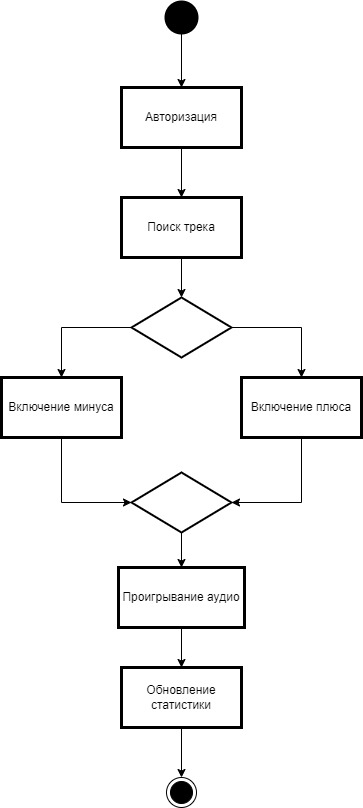 Авторизация
Поиск трека
Включение минуса
Включение плюса
Проигрывание аудио
Обновление
статистики